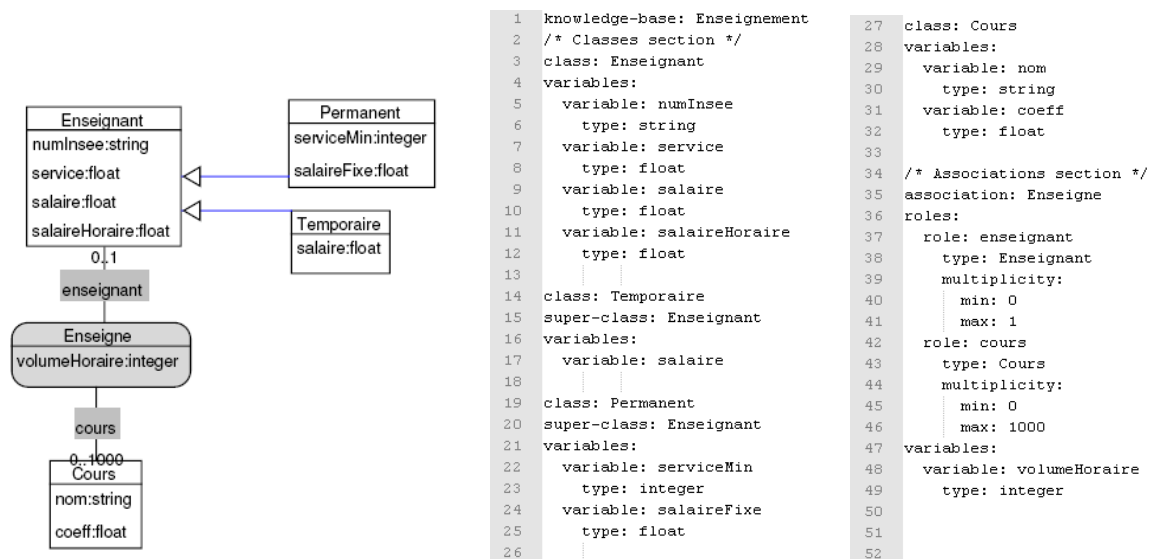 Enseignant
numInsee:string
service:float
salaire:float
salaireHoraire:float
0..1
enseignant
Enseigne
volumeHoraire:integer
cours
0..1000
Cours
nom:string
coeff:float
Permanent
serviceMin:integer
salaireFixe:float
Temporaire
salaire:float
1 knowledge-base: Enseignement
2 /* Classes section */
3 class: Enseignant
4 variables:
5 variable: numInsee
6 type: string
7 variable: service
8 type: float
9 variable: salaire
10 type: float
11 variable: salaireHoraire
12 type: float
13
14 class: Temporaire
15 super-class: Enseignant
16 variables:
17 variable: salaire
18
19 class: Permanent
20 super-class: Enseignant
21 variables:
22 variable: serviceMin
23 type: integer
24 variable: salaireFixe
25 type: float
26
27 class: Cours
28 variables:
29 variable: nom
30 type: string
31 variable: coeff
32 type: float
33
34 /* Associations section */
35 association: Enseigne
36 roles:
37 role: enseignant
38 type: Enseignant
39 multiplicity:
40 min: 0
41 max: 1
42 role: cours
43 type: Cours
44 multiplicity:
45 min: 0
46 max: 1000
47 variables:
48 variable: volumeHoraire
49 type: integer
50
51
52